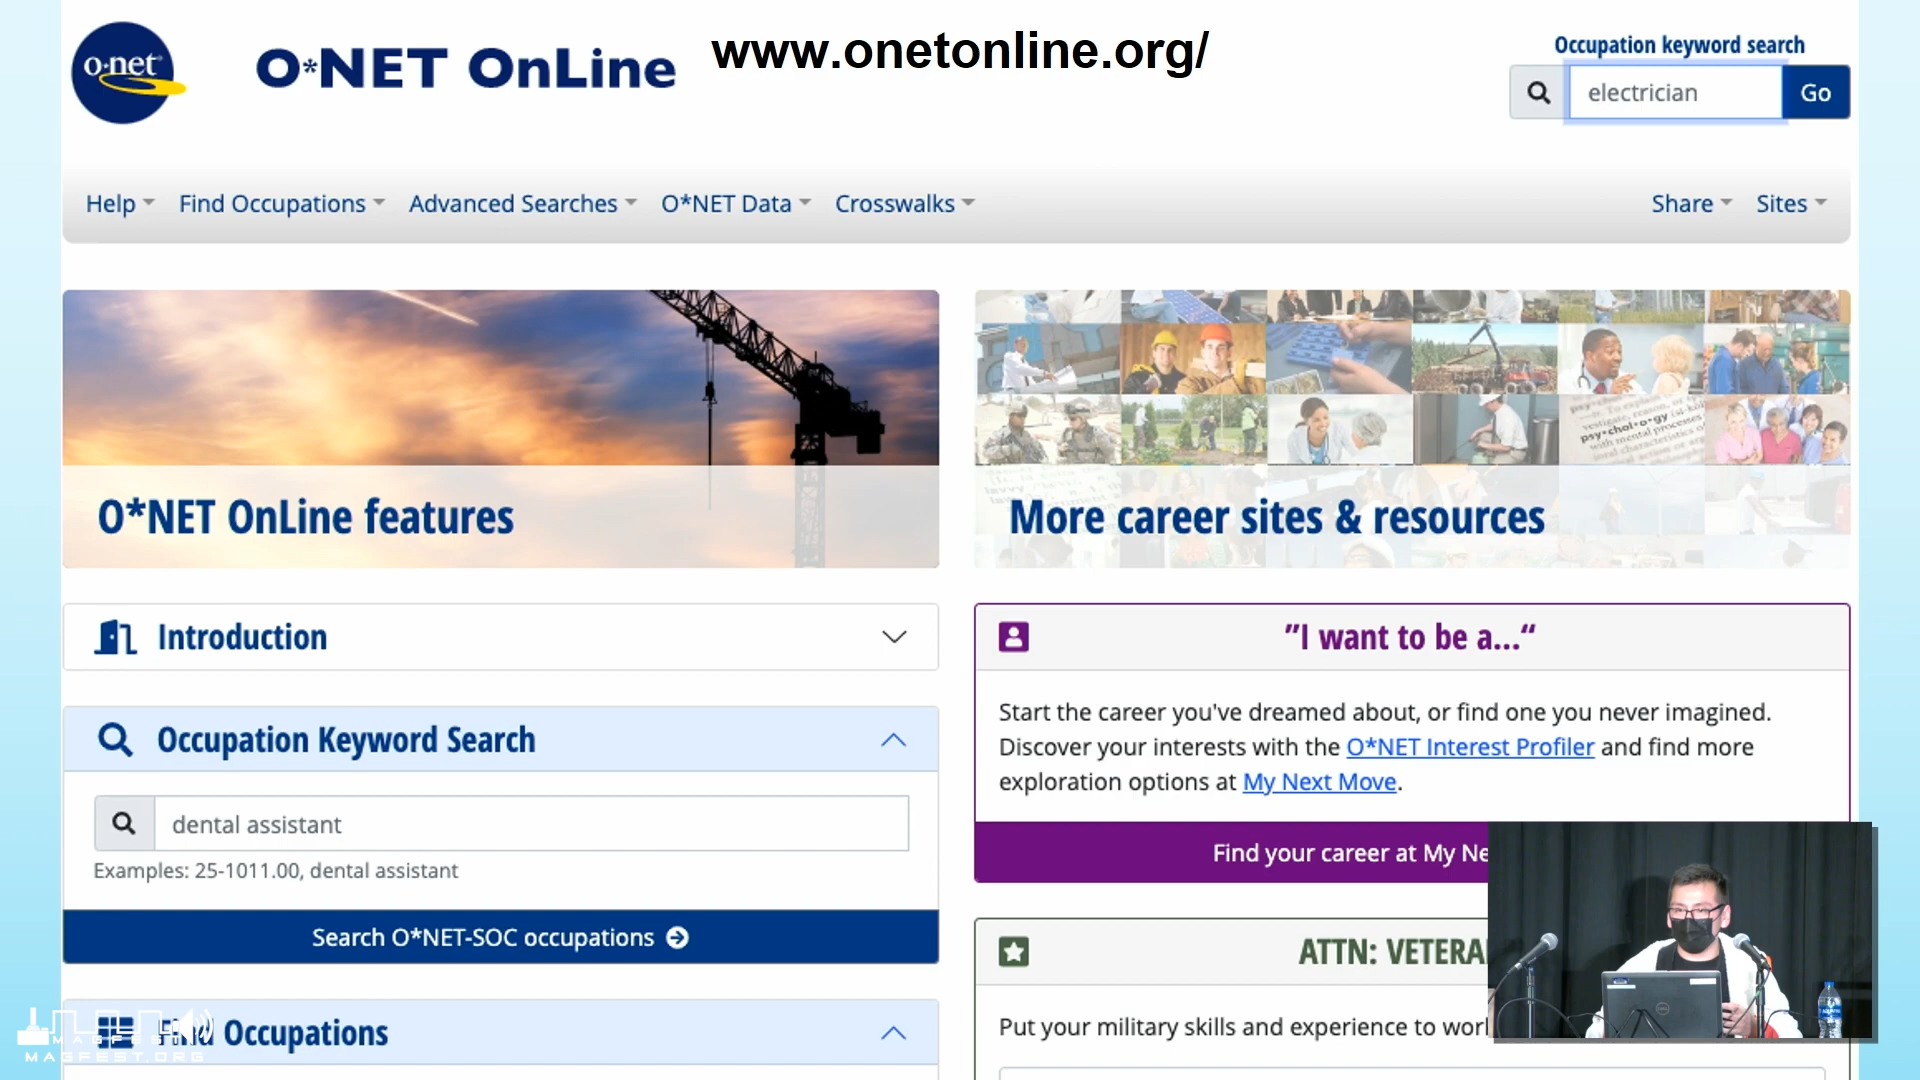 o·net
O*NET OnLine
www.onetonline.org/
Occupation keyword search
electrician
Go
Help
Find Occupations
Advanced Searches
O*NET Data
Crosswalks
Share
Sites
O*NET OnLine features
More career sites & resources
psy•chol•o•gy
Introduction
Occupation Keyword Search
dental assistant
Examples: 25-1011.00, dental assistant
Search O*NET-SOC occupations
Occupations
”I want to be a...“
Start the career you've dreamed about, or find one you never imagined.
Discover your interests with the O*NET Interest Profiler and find more
exploration options at My Next Move.
Find your career at My Ne
ATTN: VETERA
Put your military skills and experience to wor
MAGFEST
MAGFEST.ORG